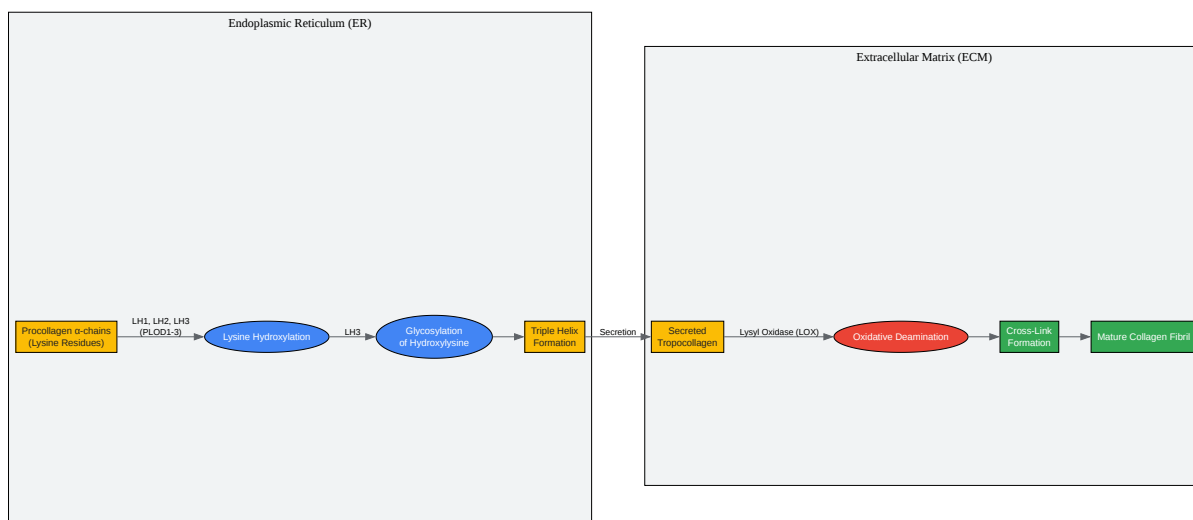 Endoplasmic Reticulum (ER)
Extracellular Matrix (ECM)
Procollagen α-chains
(Lysine Residues)
LH1, LH2, LH3
(PLOD1-3)
Lysine Hydroxylation
LH3
Glycosylation
of Hydroxylysine
Triple Helix
Formation
Secretion
Secreted
Tropocollagen
Lysyl Oxidase (LOX)
Oxidative Deamination
Cross-Link
Formation
Mature Collagen Fibril